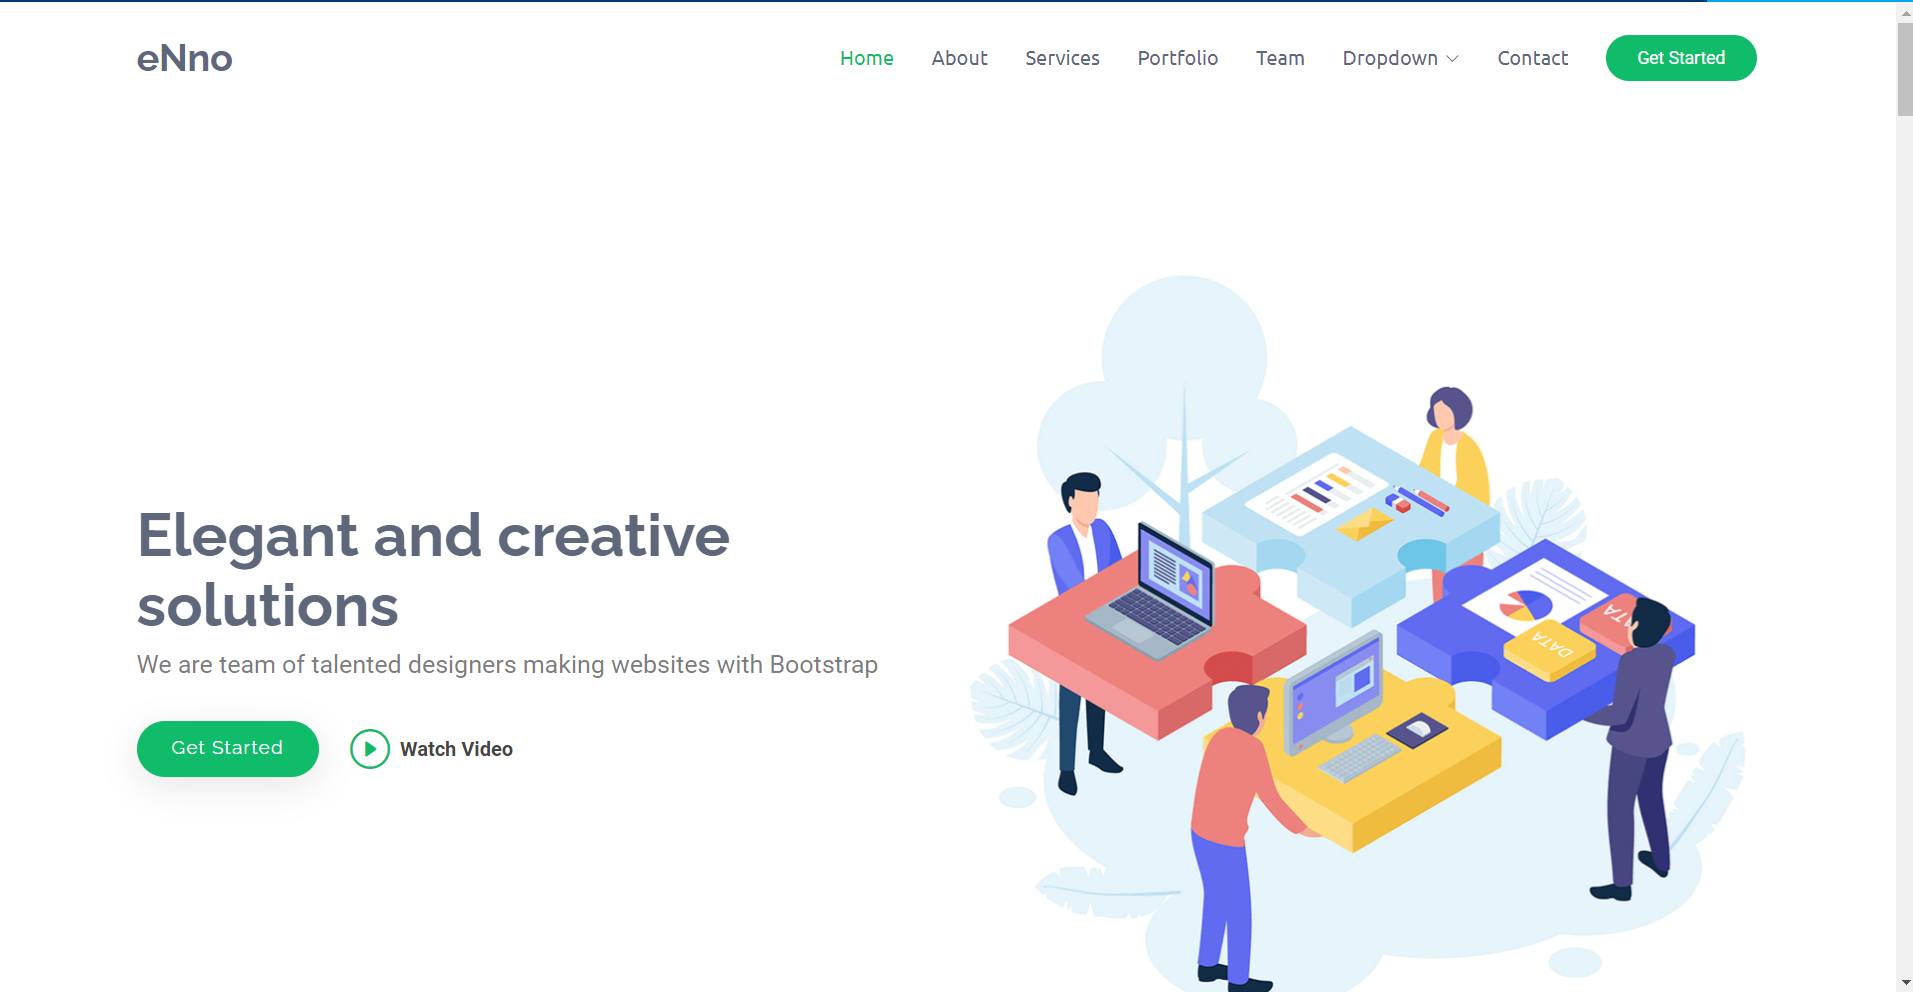 eNno
Home About Services Portfolio Team Dropdown Contact Get Started
Elegant and creative
solutions
We are team of talented designers making websites with Bootstrap
Get Started Watch Video
DATA
DATA